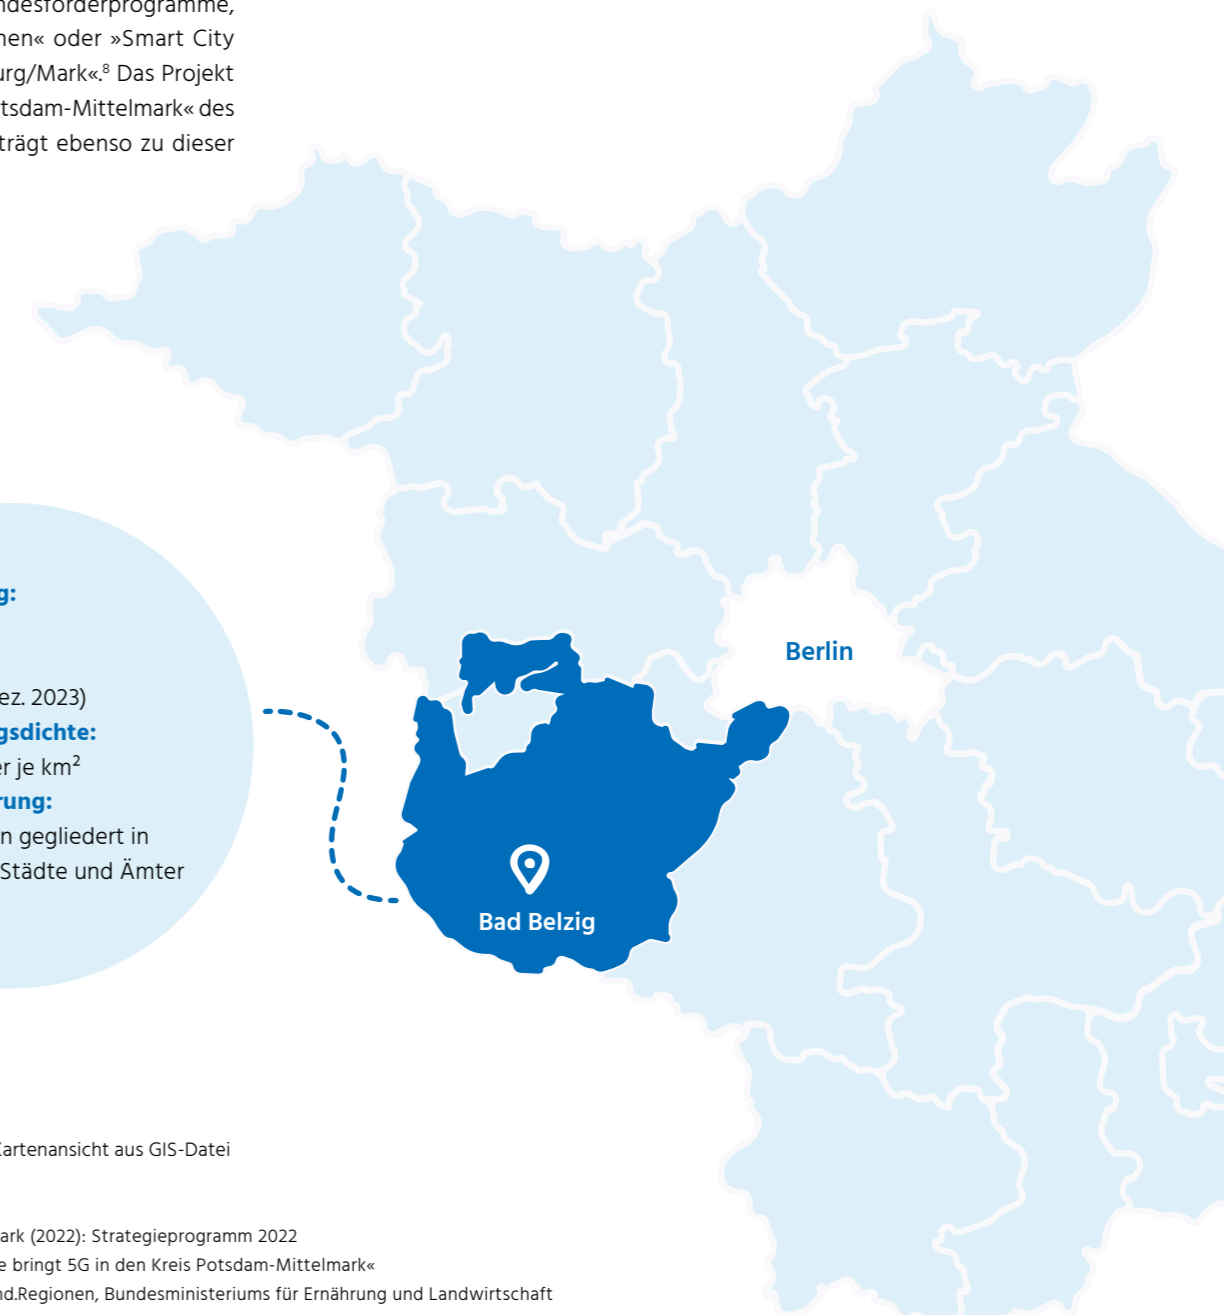 ndesförderprogramme,
nen« oder »Smart City
urg/Mark«.⁸ Das Projekt
tsdam-Mittelmark« des
trägt ebenso zu dieser
g:
ez. 2023)
gsdichte:
er je km²
rung:
n gegliedert in
Städte und Ämter
Berlin
Bad Belzig
Kartenansicht aus GIS-Datei
ark (2022): Strategieprogramm 2022
e bringt 5G in den Kreis Potsdam-Mittelmark«
nd.Regionen, Bundesministeriums für Ernährung und Landwirtschaft